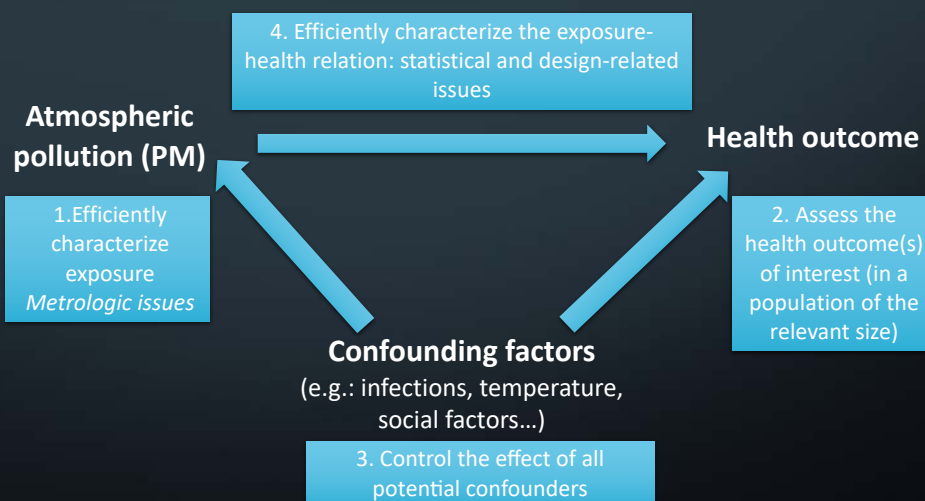 4. Efficiently characterize the exposure-
health relation: statistical and design-related
issues
Atmospheric
pollution (PM)
Health outcome
1.Efficiently
characterize
exposure
Metrologic issues
2. Assess the
health outcome(s)
of interest (in a
population of the
relevant size)
Confounding factors
(e.g.: infections, temperature,
social factors…)
3. Control the effect of all
potential confounders